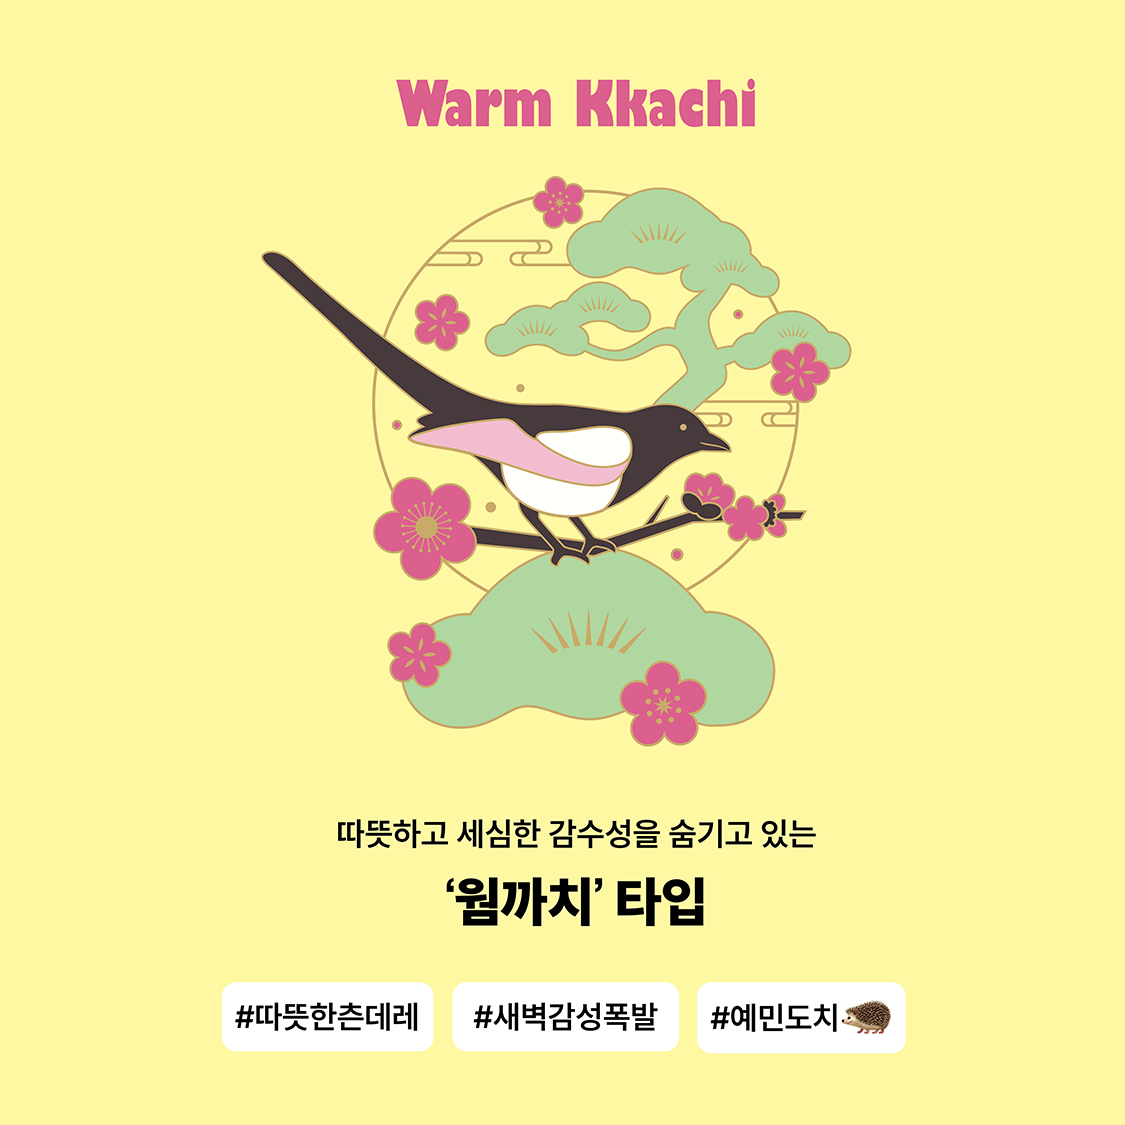 Warm Kkachi
따뜻하고 세심한 감수성을 숨기고 있는
‘웜까치’ 타입
#따뜻한츤데레
#새벽감성폭발
#예민도치🦔